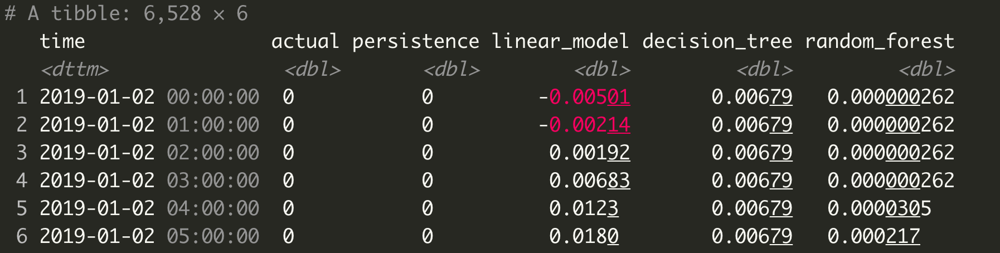 # A tibble: 6,528 × 6
time actual persistence linear_model decision_tree random_forest
<dttm> <dbl> <dbl> <dbl> <dbl> <dbl>
1 2019-01-02 00:00:00 0 0 -0.00501 0.00679 0.000000262
2 2019-01-02 01:00:00 0 0 -0.00214 0.00679 0.000000262
3 2019-01-02 02:00:00 0 0 0.00192 0.00679 0.000000262
4 2019-01-02 03:00:00 0 0 0.00683 0.00679 0.000000262
5 2019-01-02 04:00:00 0 0 0.0123 0.00679 0.0000305
6 2019-01-02 05:00:00 0 0 0.0180 0.00679 0.000217